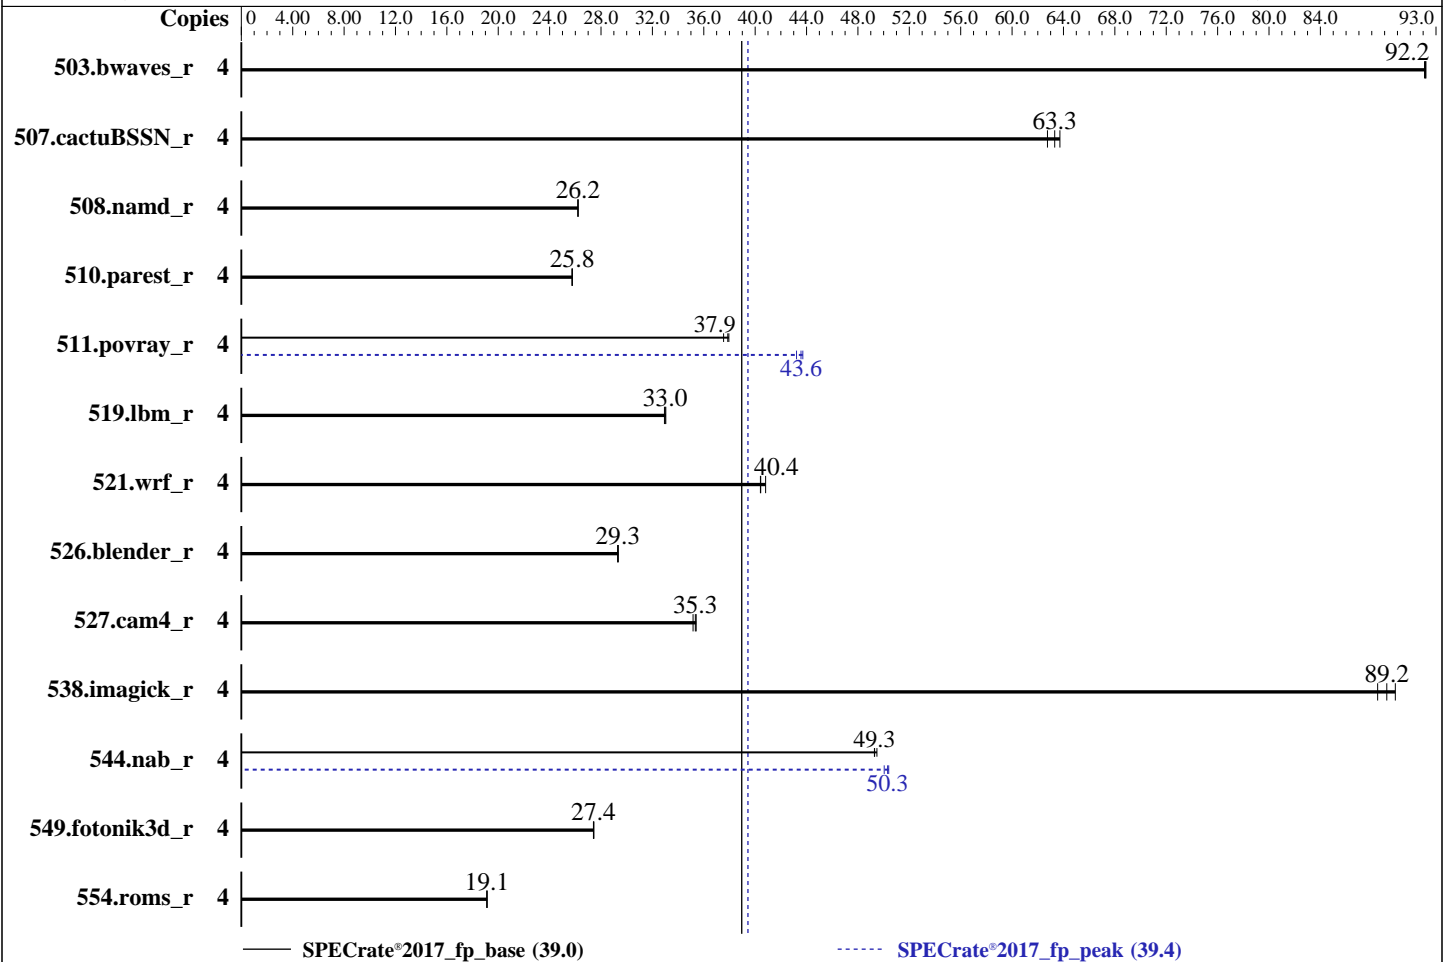 Copies 0 4.00 8.00 12.0 16.0 20.0 24.0 28.0 32.0 36.0 40.0 44.0 48.0 52.0 56.0 60.0 64.0 68.0 72.0 76.0 80.0 84.0 93.0
92.2
503.bwaves_r 4
63.3
507.cactuBSSN_r 4
26.2
508.namd_r 4
25.8
510.parest_r 4
37.9
511.povray_r 4
43.6
33.0
519.lbm_r 4
40.4
521.wrf_r 4
29.3
526.blender_r 4
35.3
527.cam4_r 4
89.2
538.imagick_r 4
49.3
544.nab_r 4
50.3
27.4
549.fotonik3d_r 4
19.1
554.roms_r 4
SPECrate®2017_fp_base (39.0) SPECrate®2017_fp_peak (39.4)